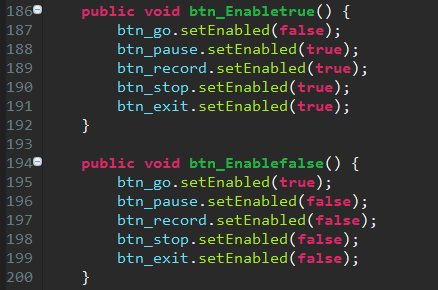 186 public void btn_Enabletrue() {
187 btn_go.setEnabled(false);
188 btn_pause.setEnabled(true);
189 btn_record.setEnabled(true);
190 btn_stop.setEnabled(true);
191 btn_exit.setEnabled(true);
192 }
193
194 public void btn_Enablefalse() {
195 btn_go.setEnabled(true);
196 btn_pause.setEnabled(false);
197 btn_record.setEnabled(false);
198 btn_stop.setEnabled(false);
199 btn_exit.setEnabled(false);
200 }